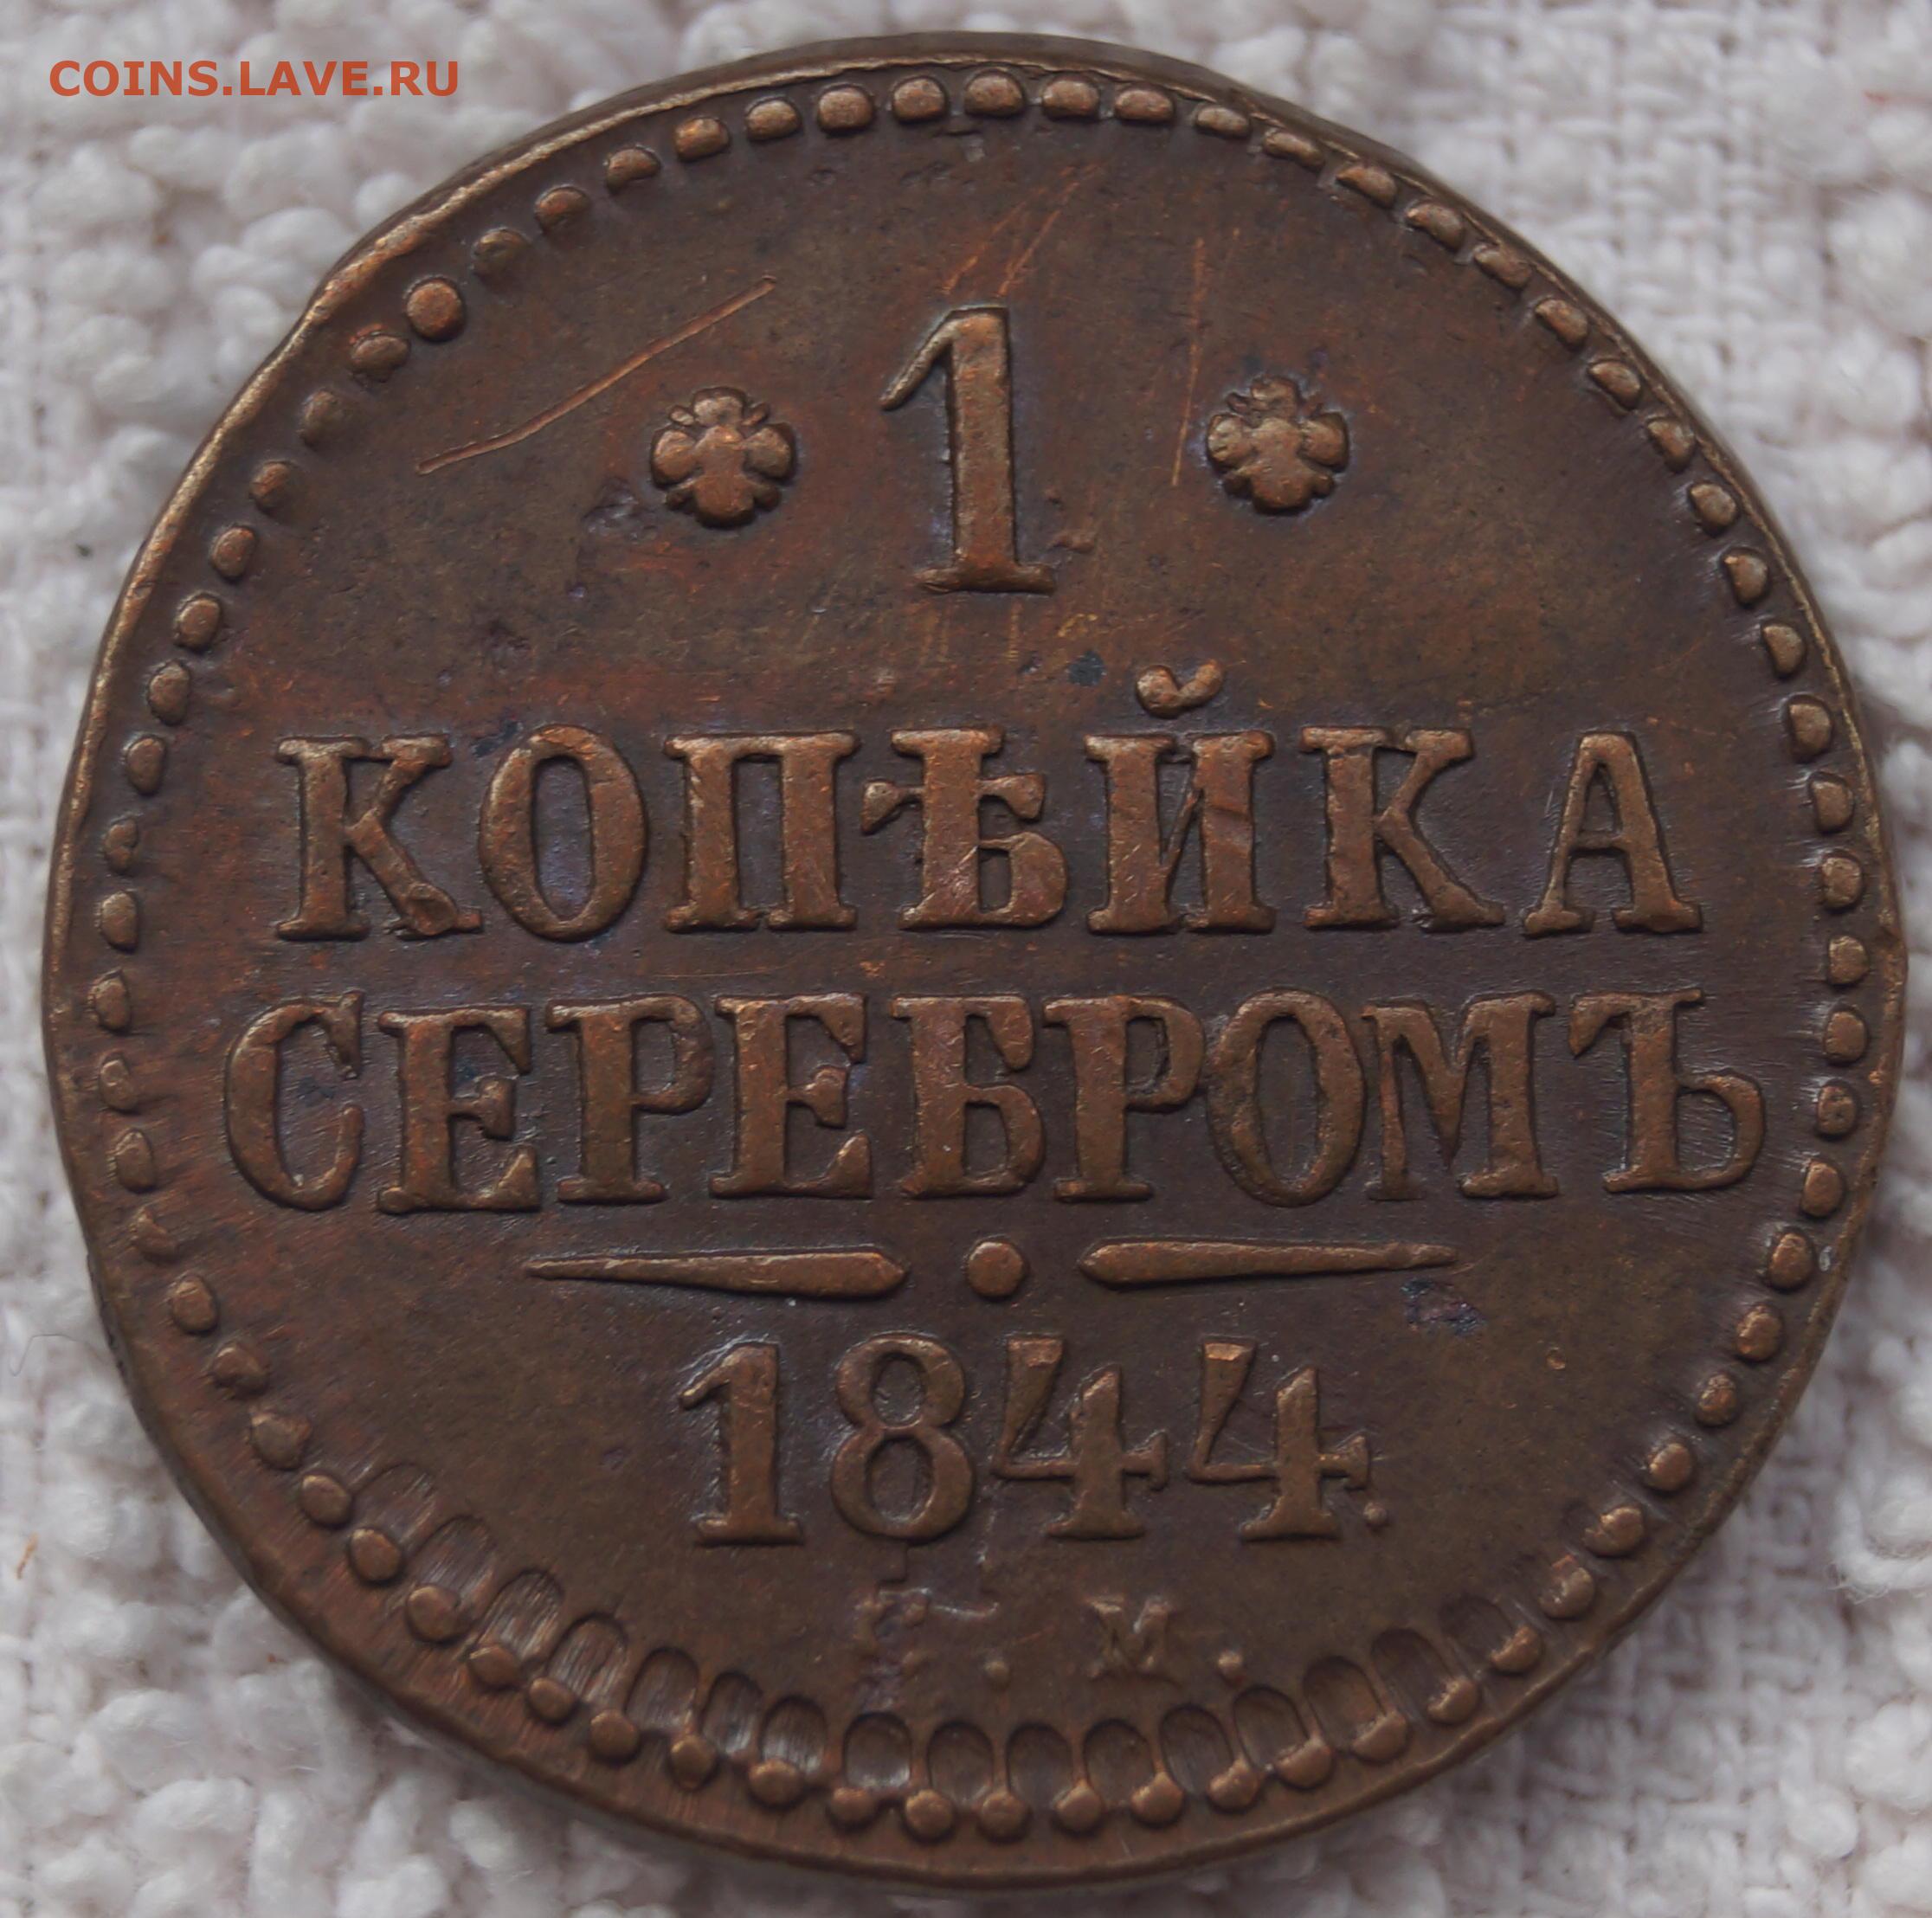 COINS.LAVE.RU
1
КОПѢЙКА
СЕРЕБРОМЪ
1844.
М.